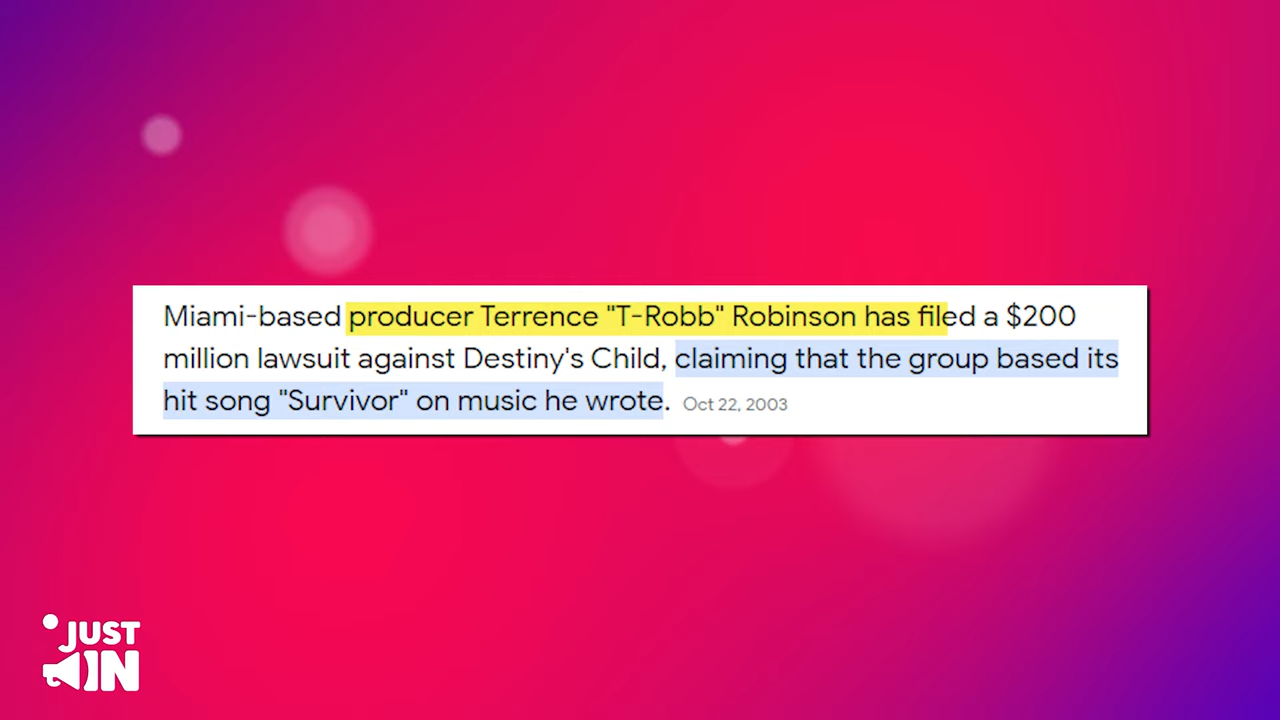 Miami-based producer Terrence "T-Robb" Robinson has filed a $200
million lawsuit against Destiny's Child, claiming that the group based its
hit song "Survivor" on music he wrote. Oct 22, 2003
JUST
IN